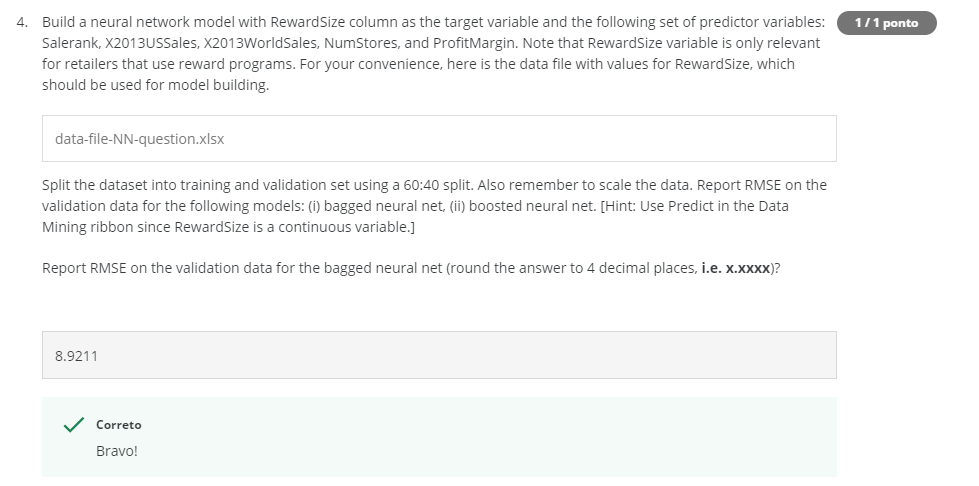 4. Build a neural network model with RewardSize column as the target variable and the following set of predictor variables:
1 / 1 ponto
Salerank, X2013USSales, X2013WorldSales, NumStores, and ProfitMargin. Note that RewardSize variable is only relevant
for retailers that use reward programs. For your convenience, here is the data file with values for RewardSize, which
should be used for model building.
data-file-NN-question.xlsx
Split the dataset into training and validation set using a 60:40 split. Also remember to scale the data. Report RMSE on the
validation data for the following models: (i) bagged neural net, (ii) boosted neural net. [Hint: Use Predict in the Data
Mining ribbon since RewardSize is a continuous variable.]
Report RMSE on the validation data for the bagged neural net (round the answer to 4 decimal places, i.e. x.xxxx)?
8.9211
Correto
Bravo!